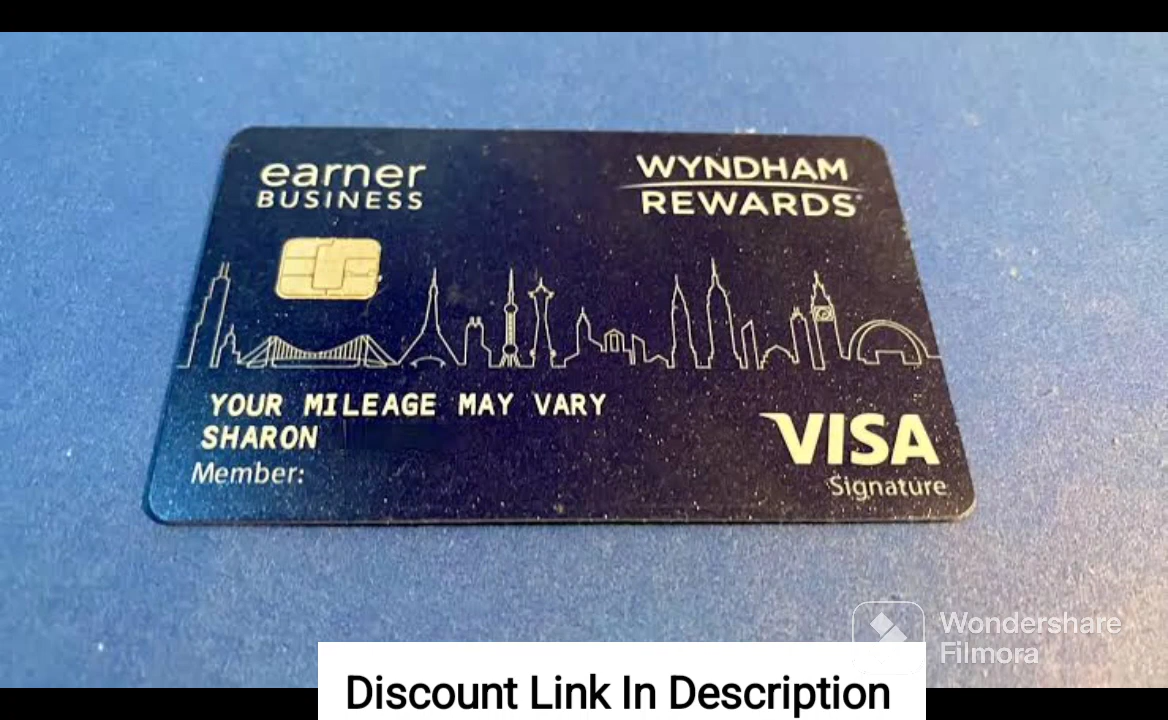 earner
BUSINESS
WYNDHAM
REWARDS®
YOUR MILEAGE MAY VARY
SHARON
Member:
VISA
Signature
Wondershare
Filmora
Discount Link In Description